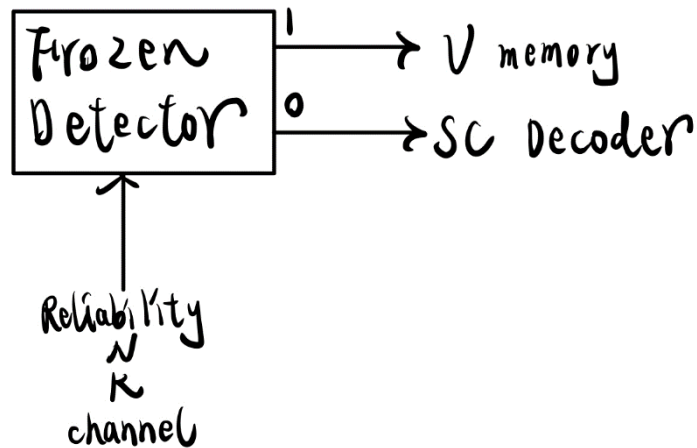 Frozen
Detector
1
V memory
0
SC Decoder
Reliability
N
K
channel